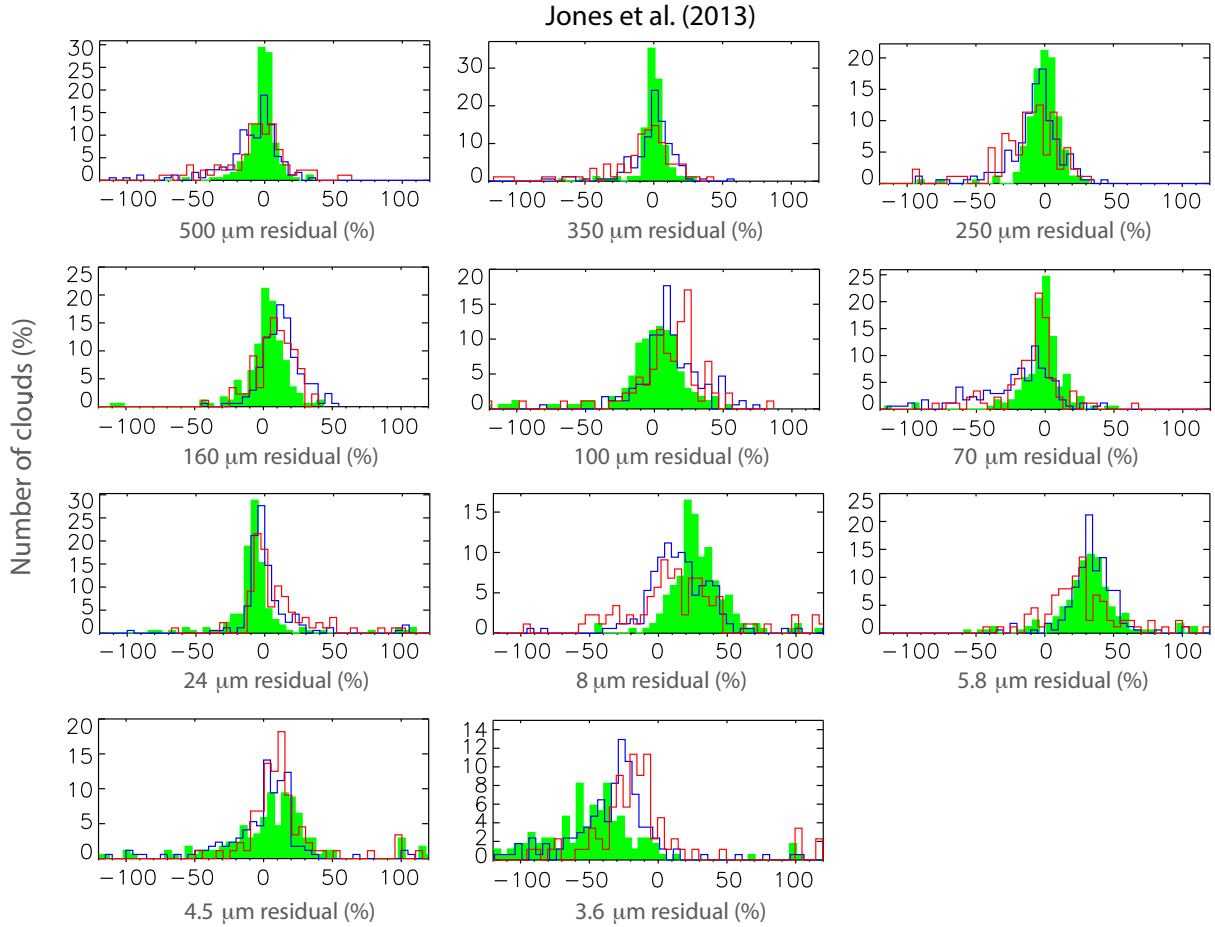 Jones et al. (2013)
Number of clouds (%)
30
25
20
15
10
5
0
−100 −50 0 50 100
500 μm residual (%)
30
20
10
0
−100 −50 0 50 100
350 μm residual (%)
20
15
10
5
0
−100 −50 0 50 100
250 μm residual (%)
25
20
15
10
5
0
−100 −50 0 50 100
160 μm residual (%)
20
15
10
5
0
−100 −50 0 50 100
100 μm residual (%)
25
20
15
10
5
0
−100 −50 0 50 100
70 μm residual (%)
30
25
20
15
10
5
0
−100 −50 0 50 100
24 μm residual (%)
15
10
5
0
−100 −50 0 50 100
8 μm residual (%)
25
20
15
10
5
0
−100 −50 0 50 100
5.8 μm residual (%)
20
15
10
5
0
−100 −50 0 50 100
4.5 μm residual (%)
14
12
10
8
6
4
2
0
−100 −50 0 50 100
3.6 μm residual (%)